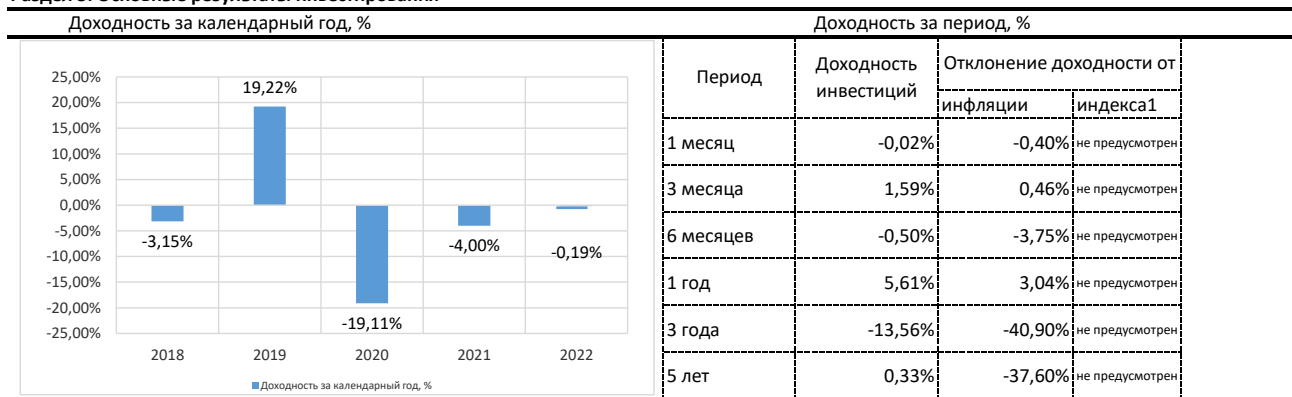 Доходность за календарный год, %
Доходность за период, %
25,00%
20,00%
15,00%
10,00%
5,00%
0,00%
-5,00%
-10,00%
-15,00%
-20,00%
-25,00%
-3,15%
19,22%
-19,11%
-4,00%
-0,19%
2018 2019 2020 2021 2022
Доходность за календарный год, %
Период Доходность инвестиций Отклонение доходности от
инфляции индекса1
1 месяц -0,02% -0,40% не предусмотрен
3 месяца 1,59% 0,46% не предусмотрен
6 месяцев -0,50% -3,75% не предусмотрен
1 год 5,61% 3,04% не предусмотрен
3 года -13,56% -40,90% не предусмотрен
5 лет 0,33% -37,60% не предусмотрен